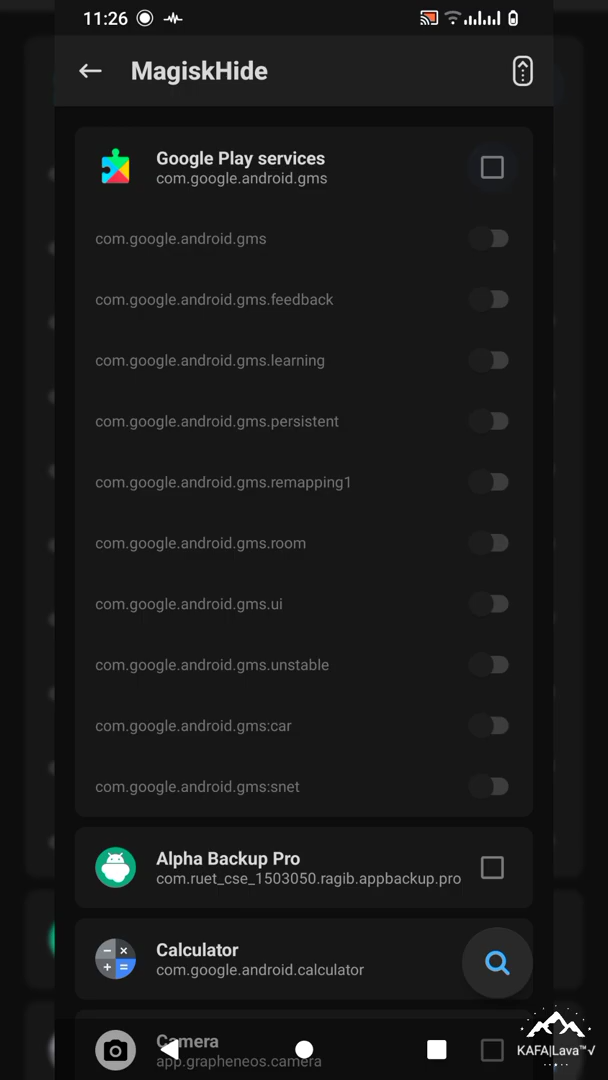 11:26
MagiskHide
Google Play services
com.google.android.gms
com.google.android.gms
com.google.android.gms.feedback
com.google.android.gms.learning
com.google.android.gms.persistent
com.google.android.gms.remapping1
com.google.android.gms.room
com.google.android.gms.ui
com.google.android.gms.unstable
com.google.android.gms:car
com.google.android.gms:snet
Alpha Backup Pro
com.ruet_cse_1503050.ragib.appbackup.pro
Calculator
com.google.android.calculator
Camera
app.grapheneos.camera
KAFA|Lava™√